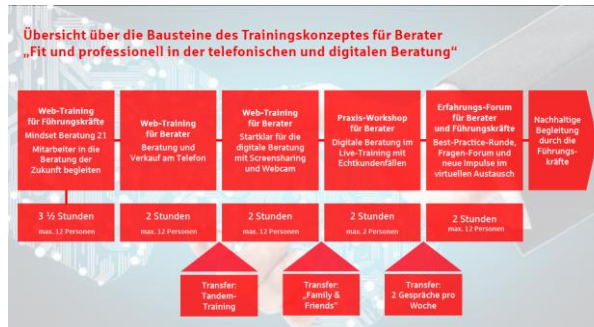 Übersicht über die Bausteine des Trainingskonzeptes für Berater
„Fit und professionell in der telefonischen und digitalen Beratung“
Web-Training
für Führungskräfte
Mindset Beratung 21
Mitarbeiter in die
Beratung der
Zukunft begleiten
Web-Training
für Berater
Beratung und
Verkauf am Telefon
Web-Training
für Berater
Startklar für die
digitale Beratung
mit Screensharing
und Webcam
Praxis-Workshop
für Berater
Digitale Beratung im
Live-Training mit
Echtkundenfällen
Erfahrungs-Forum
für Berater
und Führungskräfte
Best-Practice-Runde,
Fragen-Forum und
neue Impulse im
virtuellen Austausch
Nachhaltige
Begleitung
durch die
Führungs-
kräfte
3 ½ Stunden
max. 12 Personen
2 Stunden
max. 12 Personen
2 Stunden
max. 12 Personen
2 Stunden
max. 2 Personen
2 Stunden
max. 12 Personen
Transfer:
Tandem-
Training
Transfer:
„Family &
Friends“
Transfer:
2 Gespräche pro
Woche